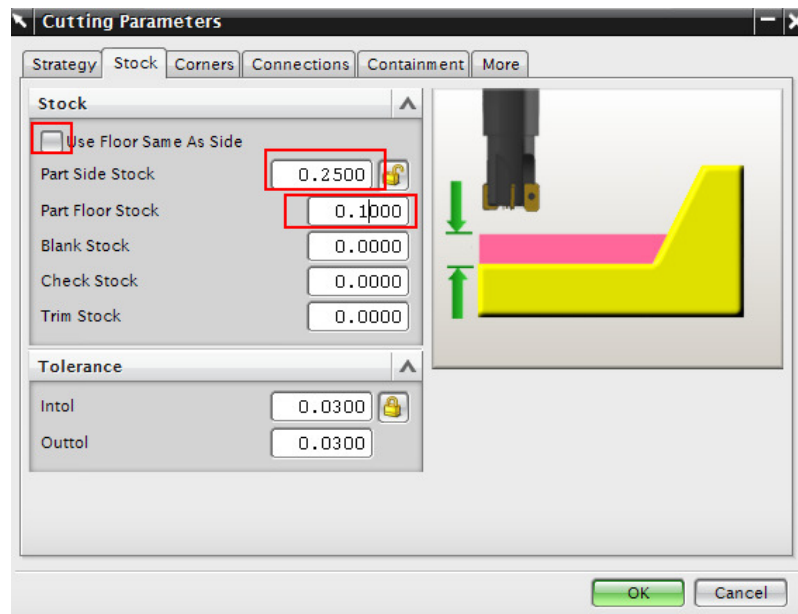 Cutting Parameters
Strategy Stock Corners Connections Containment More
Stock
Use Floor Same As Side
Part Side Stock 0.2500
Part Floor Stock 0.1000
Blank Stock 0.0000
Check Stock 0.0000
Trim Stock 0.0000
Tolerance
Intol 0.0300
Outtol 0.0300
OK Cancel